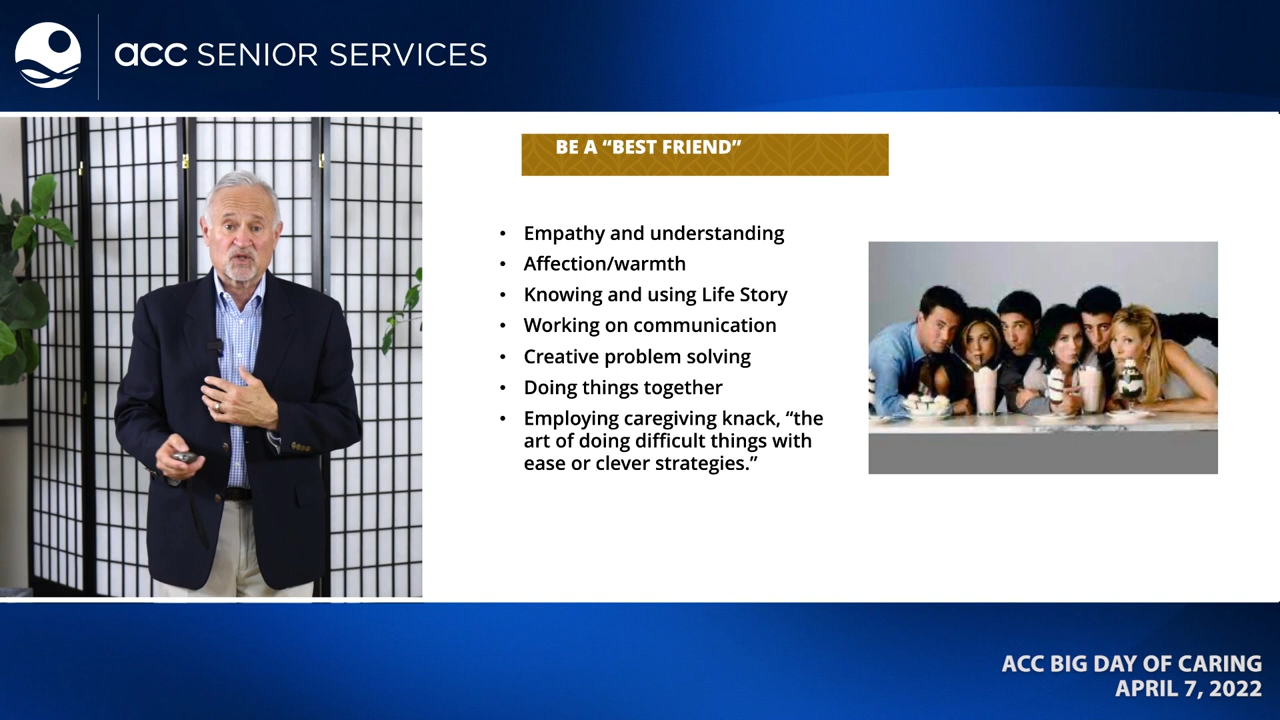 acc SENIOR SERVICES
BE A “BEST FRIEND”
• Empathy and understanding
• Affection/warmth
• Knowing and using Life Story
• Working on communication
• Creative problem solving
• Doing things together
• Employing caregiving knack, “the
art of doing difficult things with
ease or clever strategies.”
ACC BIG DAY OF CARING
APRIL 7, 2022